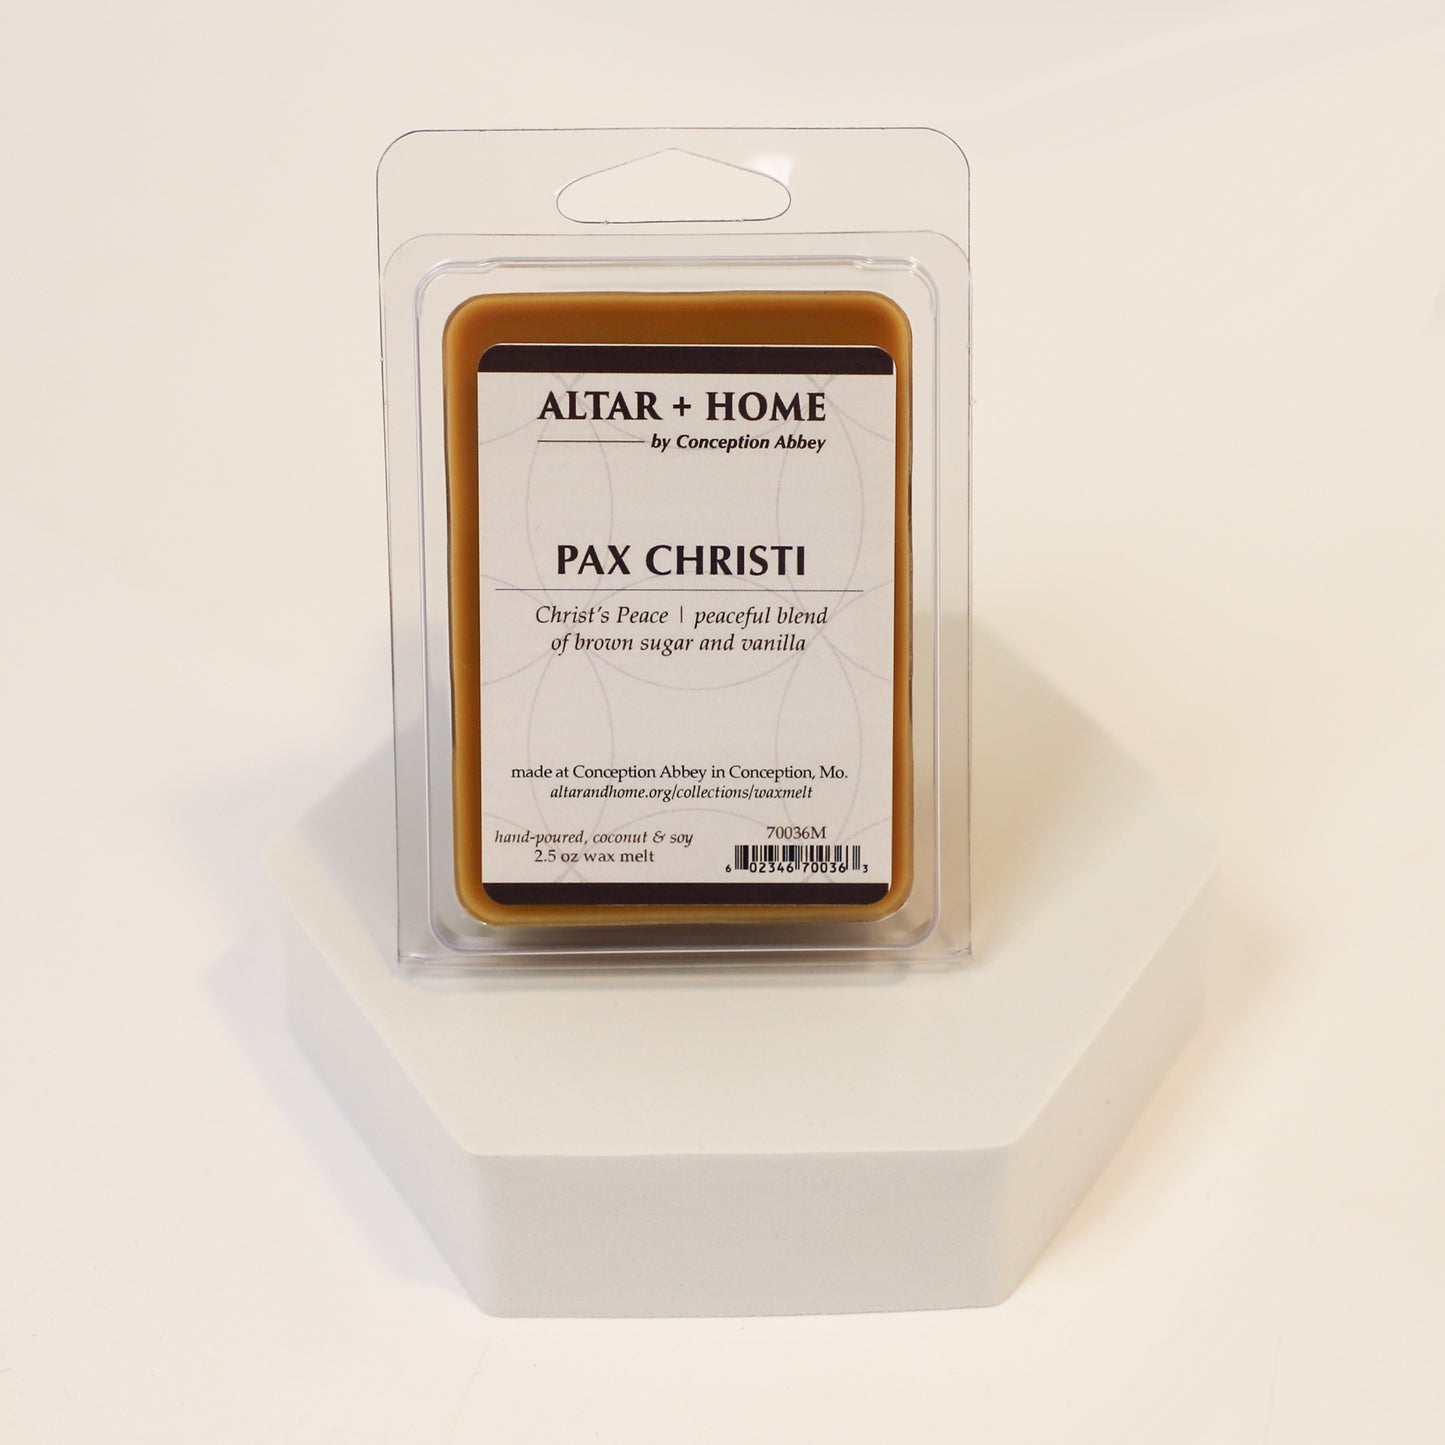 ALTAR + HOME
by Conception Abbey
PAX CHRISTI
Christ's Peace | peaceful blend
of brown sugar and vanilla
made at Conception Abbey in Conception, Mo.
altarandhome.org/collections/waxmelt
hand-poured, coconut & soy
2.5 oz wax melt
70036M
6 02346 70036 3